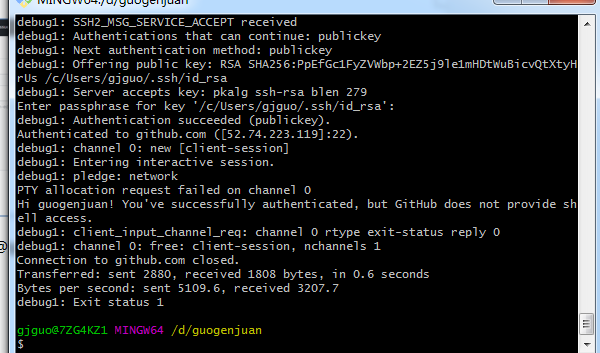 MINGW64:/d/guogenjuan
debug1: SSH2_MSG_SERVICE_ACCEPT received
debug1: Authentications that can continue: publickey
debug1: Next authentication method: publickey
debug1: Offering public key: RSA SHA256:PpEfGc1FyZVWbp+2EZ5j9le1mHDtWuBicvQtXtyH
rUs /c/Users/gjguo/.ssh/id_rsa
debug1: Server accepts key: pkalg ssh-rsa blen 279
Enter passphrase for key '/c/Users/gjguo/.ssh/id_rsa':
debug1: Authentication succeeded (publickey).
Authenticated to github.com ([52.74.223.119]:22).
debug1: channel 0: new [client-session]
debug1: Entering interactive session.
debug1: pledge: network
PTY allocation request failed on channel 0
Hi guogenjuan! You've successfully authenticated, but GitHub does not provide sh
ell access.
debug1: client_input_channel_req: channel 0 rtype exit-status reply 0
debug1: channel 0: free: client-session, nchannels 1
Connection to github.com closed.
Transferred: sent 2880, received 1808 bytes, in 0.6 seconds
Bytes per second: sent 5109.6, received 3207.7
debug1: Exit status 1
gjguo@7ZG4KZ1 MINGW64 /d/guogenjuan
$